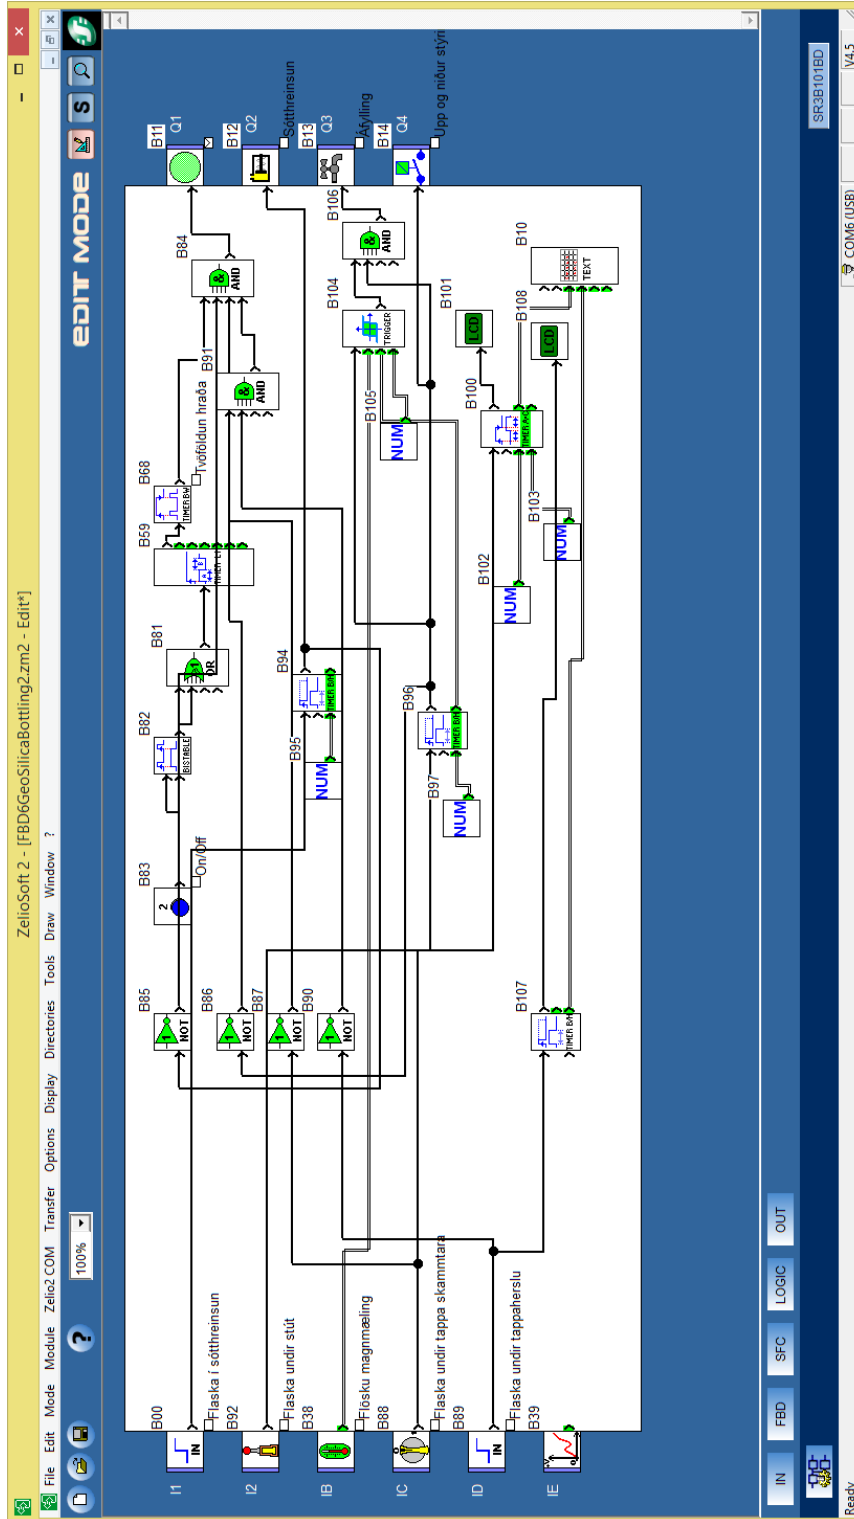 ZelioSoft 2 - [FBD6GeoSilicaBottling2.zm2 - Edit*]
File Edit Mode Module Zelio2 COM Transfer Options Display Directories Tools Draw Window ?
100%
EDIT MODE
S
I1
B00
IN
Flaska í sótthreinsun
I2
B92
Flaska undir stút
IB
B38
Flösku magnmæling
IC
B88
Flaska undir tappa skammtara
ID
B89
IN
Flaska undir tappaherslu
IE
B39
B85
NOT
B86
NOT
B87
NOT
B90
NOT
B107
TIMER B/H
B83
2
On/Off
B82
BISTABLE
B81
OR
B59
TIMER Li
B68
TIMER BW
Tvöföldun hraða
B91
AND
B84
AND
B95
NUM
B94
TIMER B/H
B97
NUM
B96
TIMER B/H
B105
NUM
B104
TRIGGER
B106
AND
B102
NUM
B103
NUM
B100
TIMER A/C
B101
LCD
B108
LCD
B10
TEXT
B11
Q1
B12
Q2
Sótthreinsun
B13
Q3
Áfylling
B14
Q4
Upp og niður stýri
IN
FBD
SFC
LOGIC
OUT
SR3B101BD
Ready
COM6 (USB)
V4.5